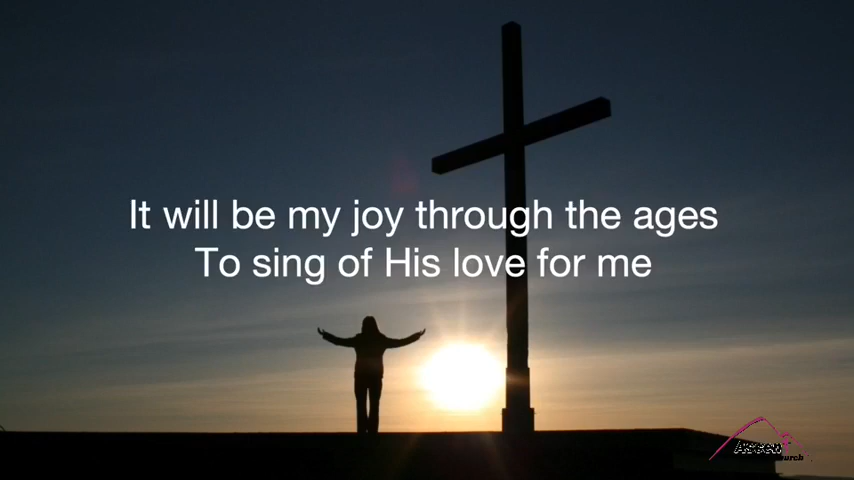 It will be my joy through the ages
To sing of His love for me